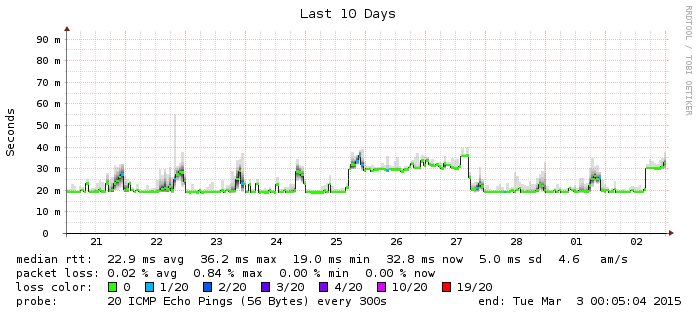 Last 10 Days
RRDTOOL / TOBI OETIKER
Seconds
90 m
80 m
70 m
60 m
50 m
40 m
30 m
20 m
10 m
0
21 22 23 24 25 26 27 28 01 02
median rtt: 22.9 ms avg 36.2 ms max 19.0 ms min 32.8 ms now 5.0 ms sd 4.6 am/s
packet loss: 0.02 % avg 0.84 % max 0.00 % min 0.00 % now
loss color: 0 1/20 2/20 3/20 4/20 10/20 19/20
probe: 20 ICMP Echo Pings (56 Bytes) every 300s end: Tue Mar 3 00:05:04 2015